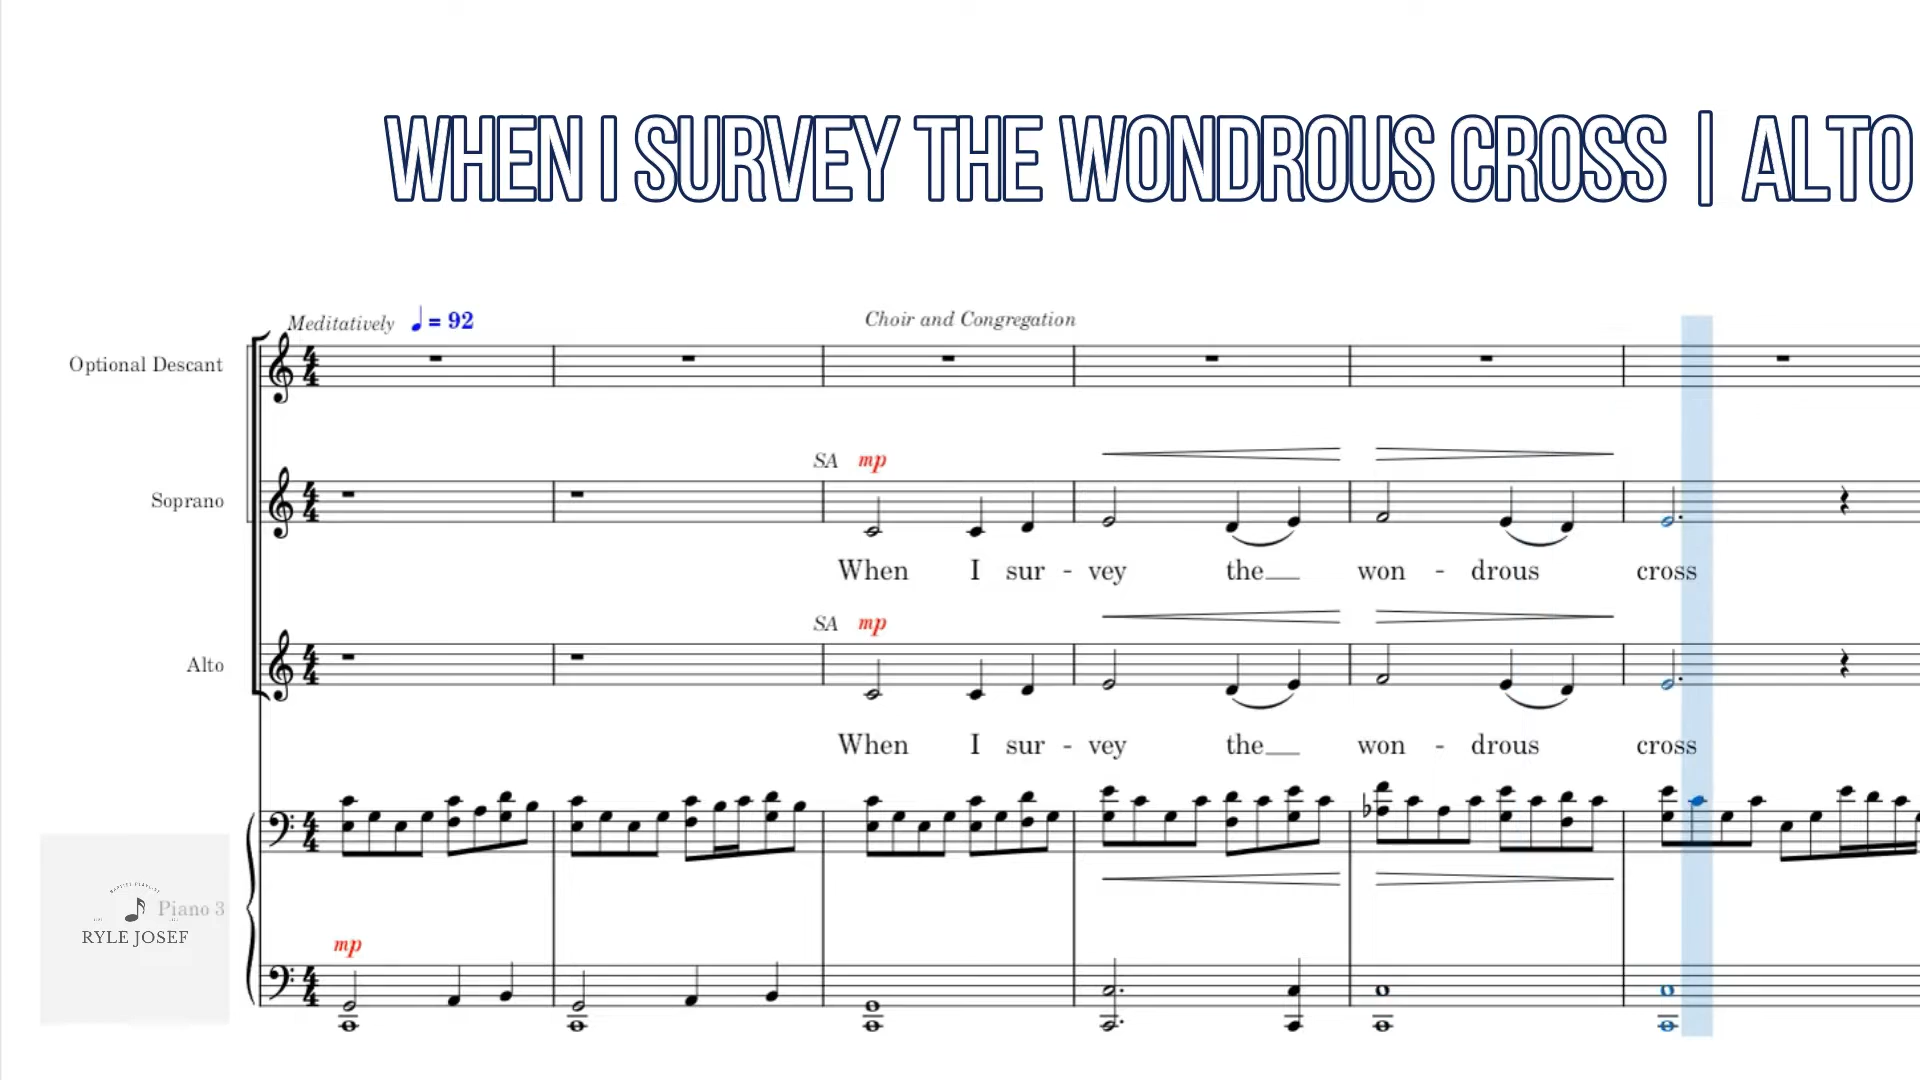 WHEN I SURVEY THE WONDROUS CROSS | ALTO
Meditatively ♩ = 92
Choir and Congregation
Optional Descant
SA mp
Soprano
When I sur - vey the won - drous cross
SA mp
Alto
When I sur - vey the won - drous cross
Piano 3
RYLE JOSEF
mp